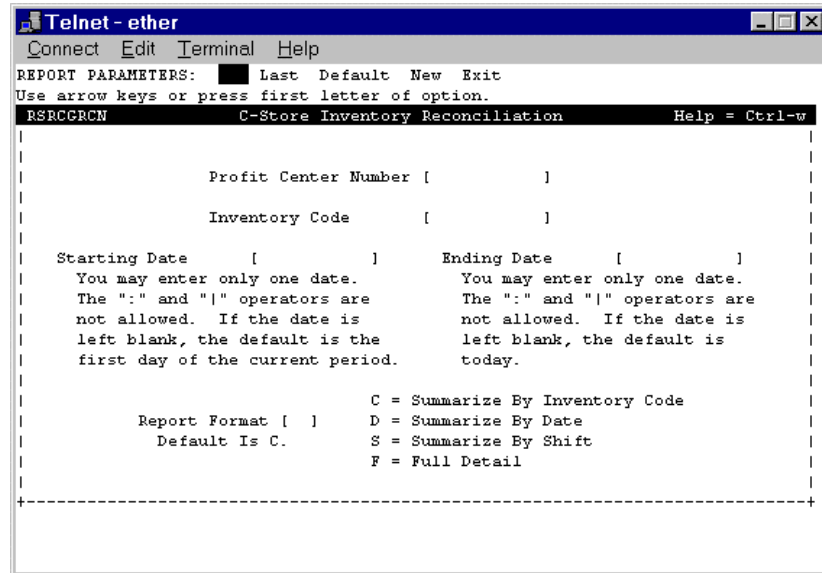 Telnet - ether
Connect Edit Terminal Help
REPORT PARAMETERS: Last Default New Exit
Use arrow keys or press first letter of option.
RSRCGRCN C-Store Inventory Reconciliation Help = Ctrl-w
Profit Center Number [ ]
Inventory Code [ ]
Starting Date [ ] Ending Date [ ]
You may enter only one date. You may enter only one date.
The ":" and "|" operators are The ":" and "|" operators are
not allowed. If the date is not allowed. If the date is
left blank, the default is the left blank, the default is
first day of the current period. today.
C = Summarize By Inventory Code
Report Format [ ] D = Summarize By Date
Default Is C. S = Summarize By Shift
F = Full Detail